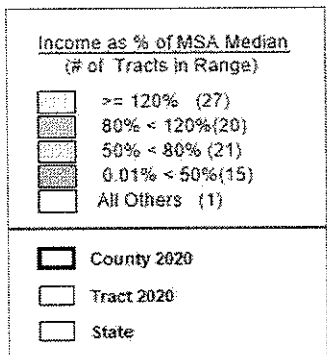 Income as % of MSA Median
(# of Tracts in Range)
>= 120% (27)
80% < 120%(20)
50% < 80% (21)
0.01% < 50%(15)
All Others (1)
County 2020
Tract 2020
State